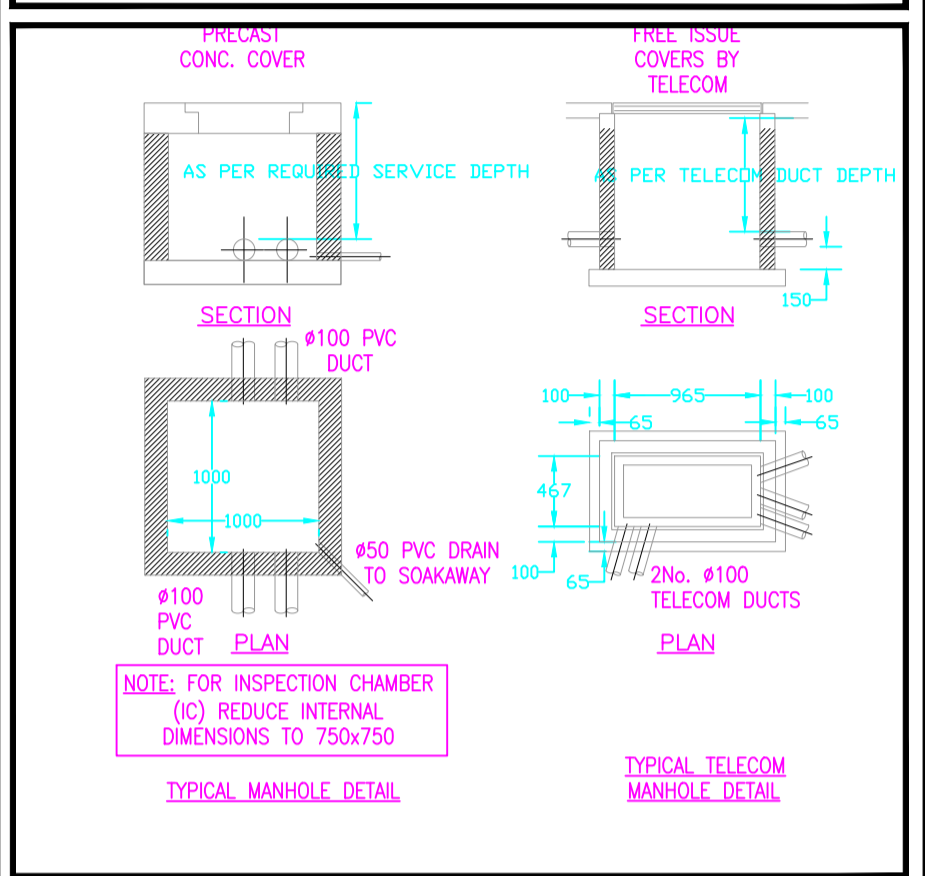 PRECAST
CONC. COVER
AS PER REQUIRED SERVICE DEPTH
SECTION
Ø100 PVC
DUCT
1000
1000
Ø50 PVC DRAIN
TO SOAKAWAY
Ø100
PVC
DUCT
PLAN
NOTE: FOR INSPECTION CHAMBER
(IC) REDUCE INTERNAL
DIMENSIONS TO 750x750
TYPICAL MANHOLE DETAIL
FREE ISSUE
COVERS BY
TELECOM
AS PER TELECOM DUCT DEPTH
150
SECTION
100
965
100
65
65
467
100
65
2No. Ø100
TELECOM DUCTS
PLAN
TYPICAL TELECOM
MANHOLE DETAIL